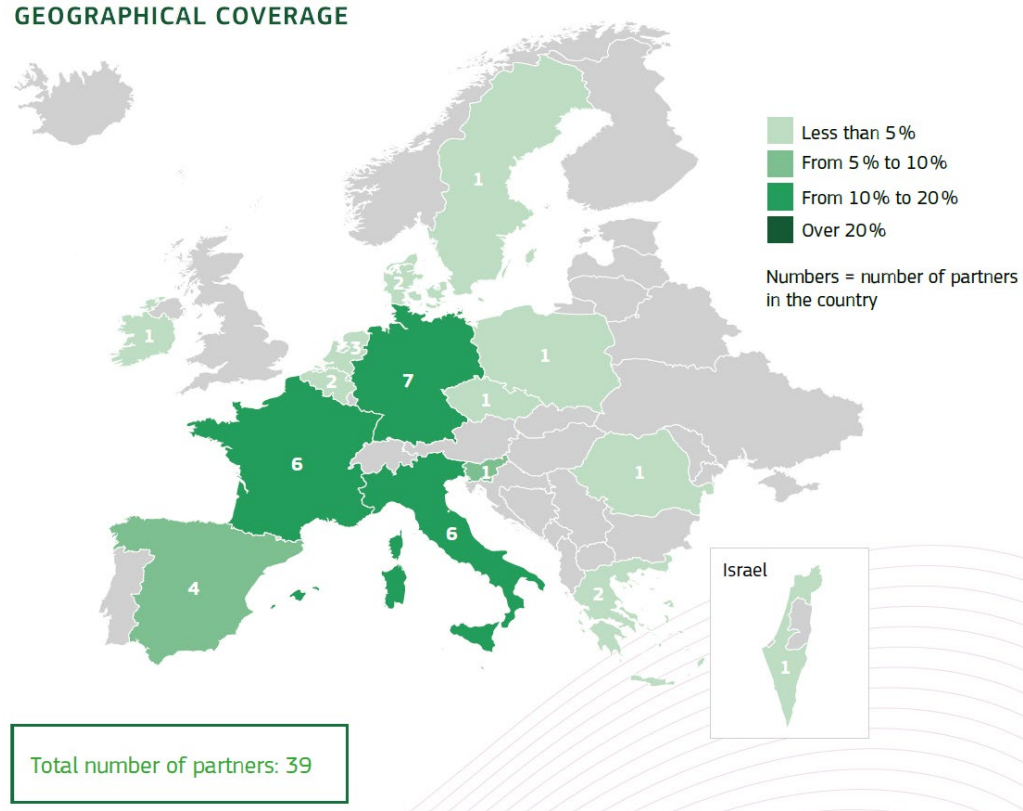 GEOGRAPHICAL COVERAGE
Less than 5 %
From 5 % to 10 %
From 10 % to 20 %
Over 20 %
Numbers = number of partners
in the country
1
2
1
3
2
7
1
1
6
1
1
6
4
2
Israel
1
Total number of partners: 39